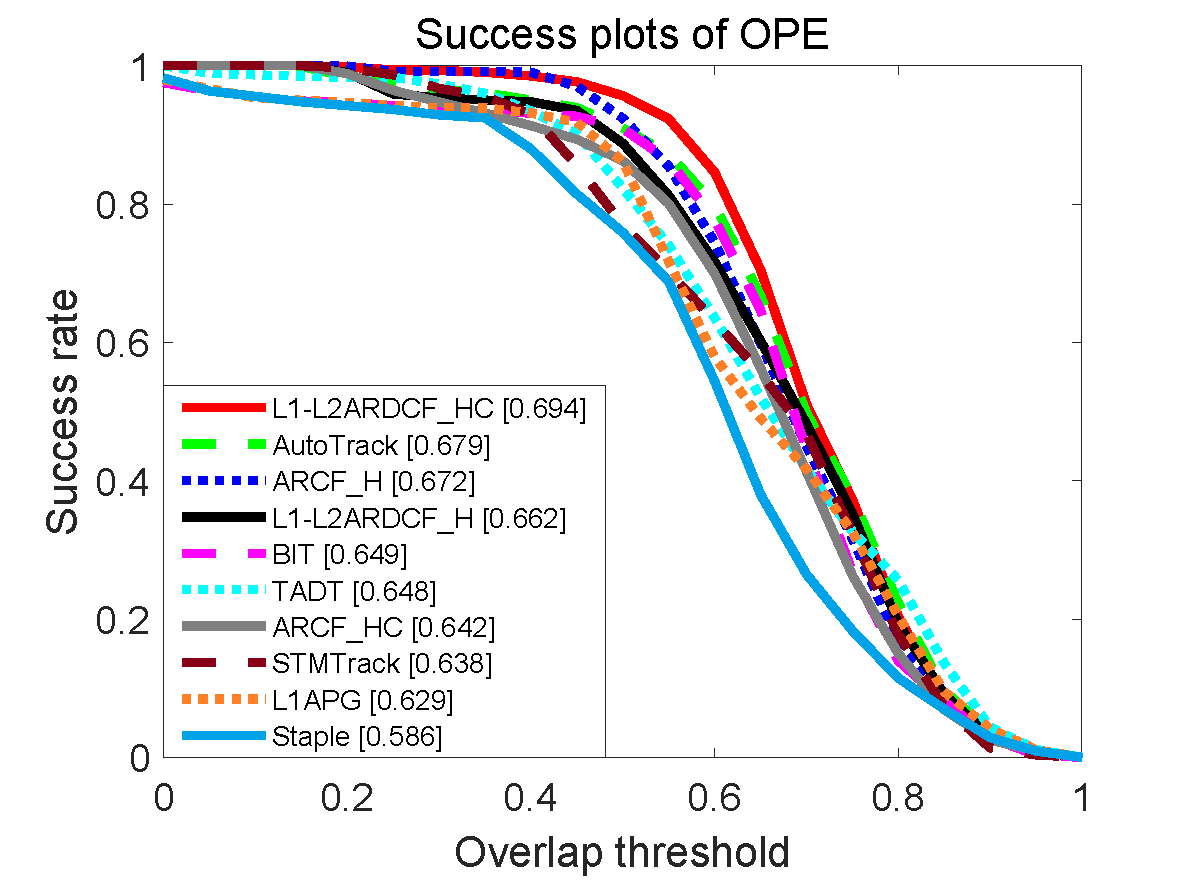 Success plots of OPE
1
0.8
0.6
0.4
0.2
0
Success rate
L1-L2ARDCF_HC [0.694]
AutoTrack [0.679]
ARCF_H [0.672]
L1-L2ARDCF_H [0.662]
BIT [0.649]
TADT [0.648]
ARCF_HC [0.642]
STMTrack [0.638]
L1APG [0.629]
Staple [0.586]
0 0.2 0.4 0.6 0.8 1
Overlap threshold